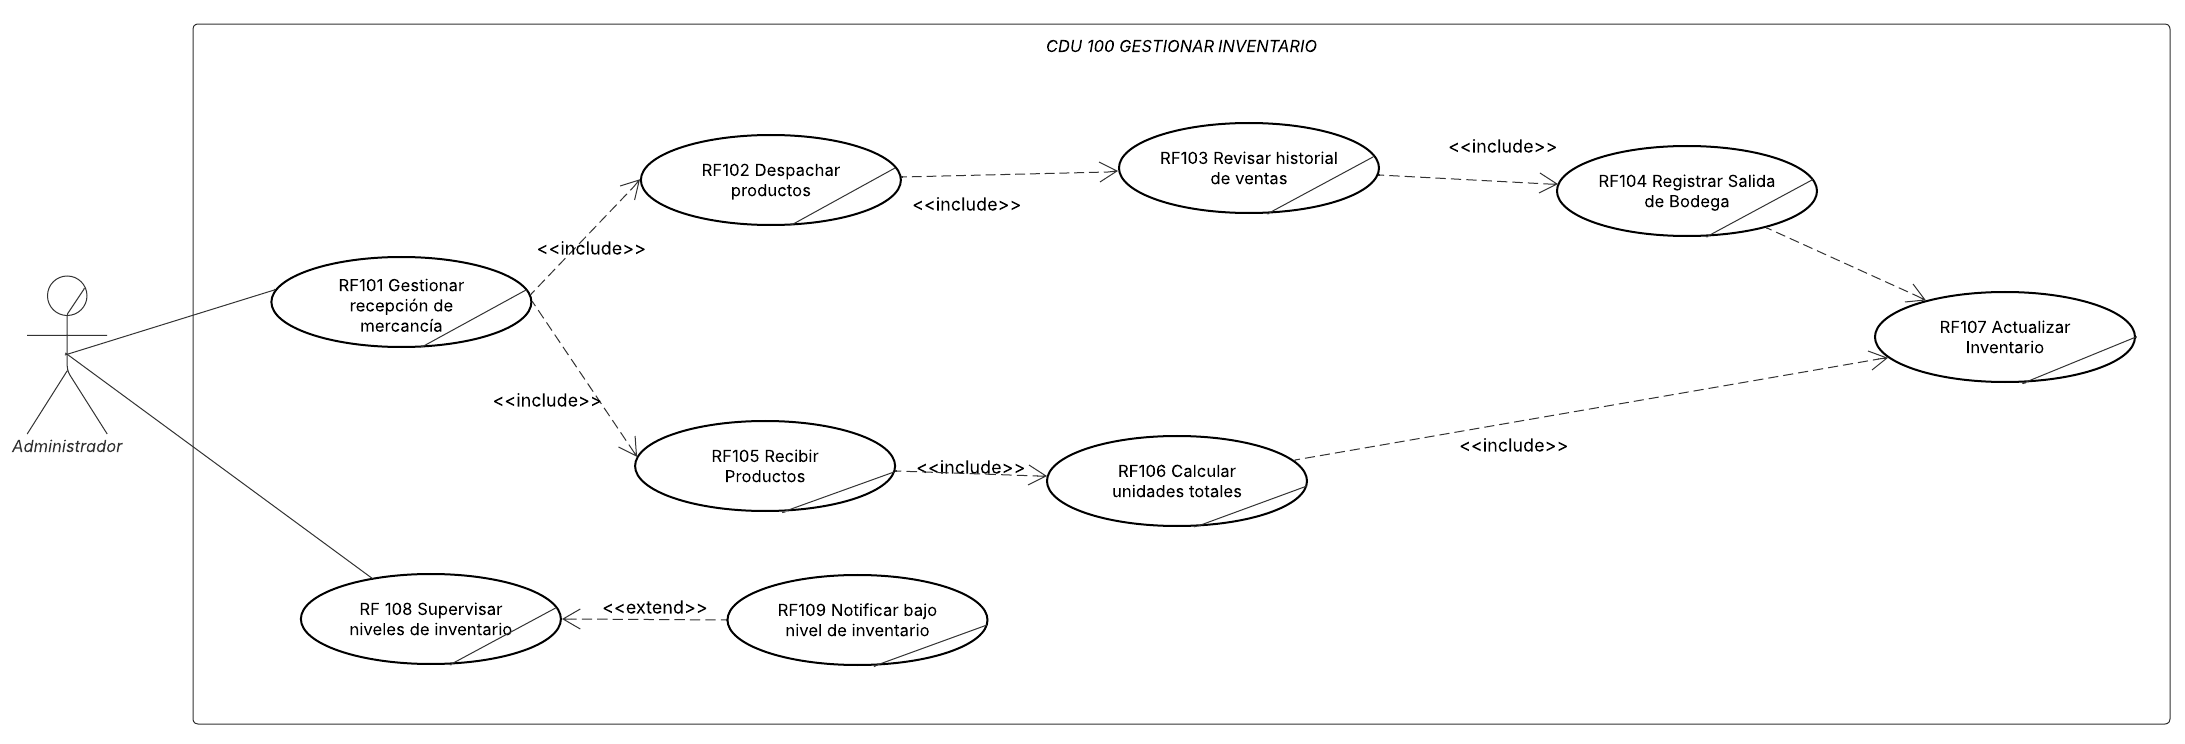 CDU 100 GESTIONAR INVENTARIO
RF102 Despachar
productos
<<include>>
RF103 Revisar historial
de ventas
<<include>>
RF104 Registrar Salida
de Bodega
<<include>>
RF101 Gestionar
recepción de
mercancía
Administrador
RF107 Actualizar
Inventario
<<include>>
RF105 Recibir
Productos
<<include>>
RF106 Calcular
unidades totales
<<include>>
RF 108 Supervisar
niveles de inventario
<<extend>>
RF109 Notificar bajo
nivel de inventario